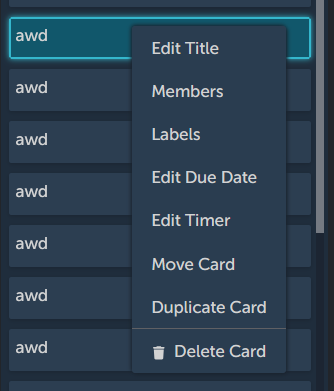 awd
Edit Title
awd
Members
awd
Labels
awd
Edit Due Date
awd
Edit Timer
awd
Move Card
awd
Duplicate Card
Delete Card